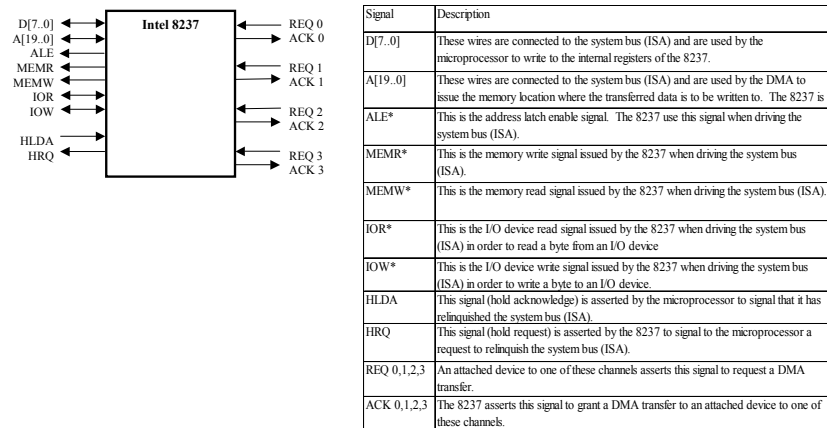 Intel 8237
D[7..0]
A[19..0]
ALE
MEMR
MEMW
IOR
IOW
HLDA
HRQ
REQ 0
ACK 0
REQ 1
ACK 1
REQ 2
ACK 2
REQ 3
ACK 3
Signal Description
D[7..0] These wires are connected to the system bus (ISA) and are used by the
microprocessor to write to the internal registers of the 8237.
A[19..0] These wires are connected to the system bus (ISA) and are used by the DMA to
issue the memory location where the transferred data is to be written to. The 8237 is
ALE* This is the address latch enable signal. The 8237 use this signal when driving the
system bus (ISA).
MEMR* This is the memory write signal issued by the 8237 when driving the system bus
(ISA).
MEMW* This is the memory read signal issued by the 8237 when driving the system bus (ISA).
IOR* This is the I/O device read signal issued by the 8237 when driving the system bus
(ISA) in order to read a byte from an I/O device
IOW* This is the I/O device write signal issued by the 8237 when driving the system bus
(ISA) in order to write a byte to an I/O device.
HLDA This signal (hold acknowledge) is asserted by the microprocessor to signal that it has
relinquished the system bus (ISA).
HRQ This signal (hold request) is asserted by the 8237 to signal to the microprocessor a
request to relinquish the system bus (ISA).
REQ 0,1,2,3 An attached device to one of these channels asserts this signal to request a DMA
transfer.
ACK 0,1,2,3 The 8237 asserts this signal to grant a DMA transfer to an attached device to one of
these channels.